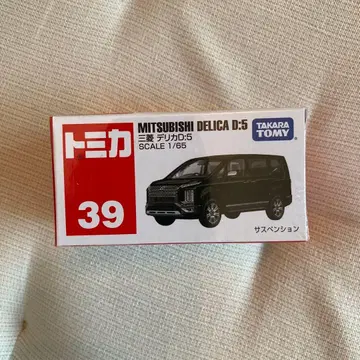 トミカ
39
MITSUBISHI DELICA D:5
三菱 デリカD:5
SCALE 1/65
TAKARA
TOMY
サスペンション